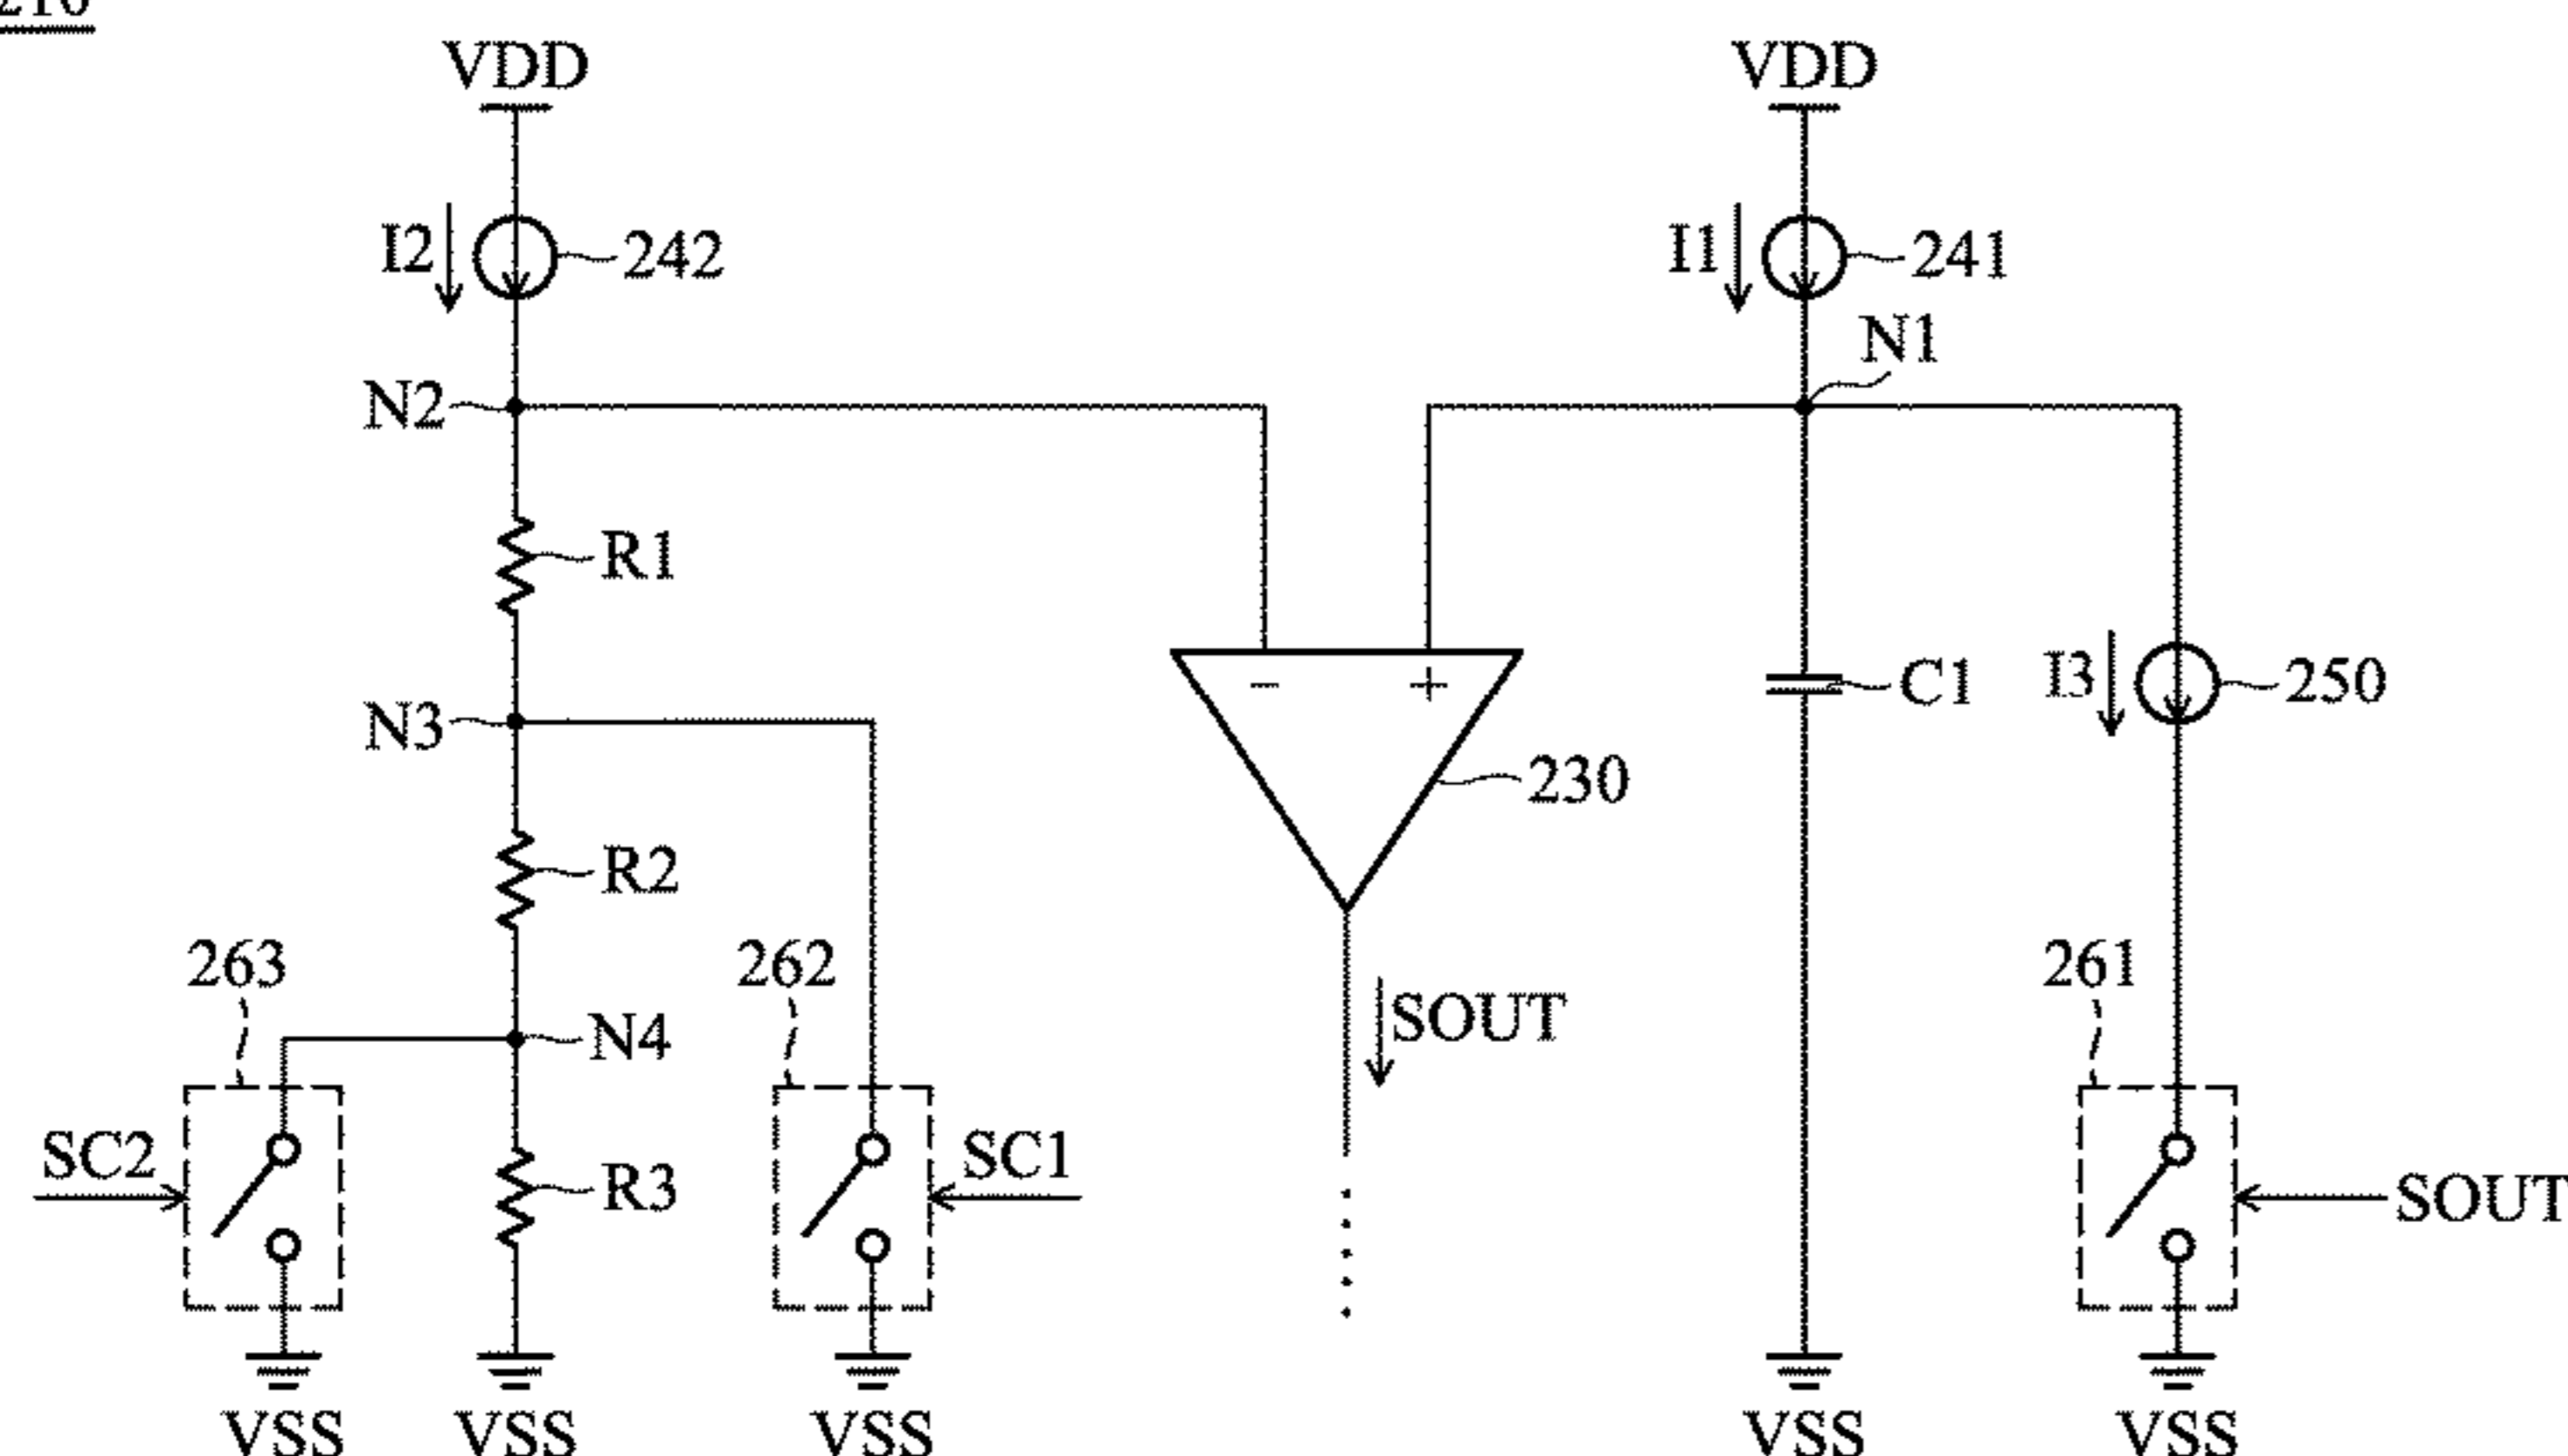 VDD
VDD
I2
242
I1
241
N1
N2
R1
N3
-
+
C1
I3
250
230
R2
263
262
N4
SOUT
261
SC2
R3
SC1
SOUT
VSS
VSS
VSS
VSS
VSS